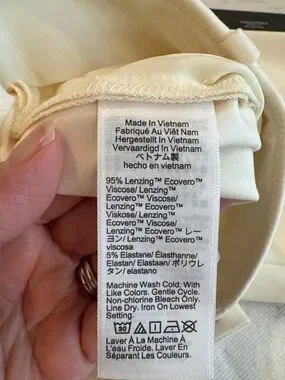 Made In Vietnam
Fabriqué Au Việt Nam
Hergestellt In Vietnam
Vervaardigd In Vietnam
ベトナム製
hecho en vietnam
95% Lenzing™ Ecovero™
Viscose/ Lenzing™
Ecovero™ Viscose/
Lenzing™ Ecovero™
Viskose/ Lenzing™
Ecovero™ Viscose/
Lenzing™ Ecovero™ レー
ヨン/ Lenzing™ Ecovero™
viscosa
5% Elastane/ Élasthanne/
Elastan/ Elastaan/ ポリウレ
タン/ elastano
Machine Wash Cold. With
Like Colors. Gentle Cycle.
Non-chlorine Bleach Only.
Line Dry. Iron On Lowest
Setting.
30
Laver À La Machine À
L'eau Froide. Laver En
Séparant Les Couleurs.